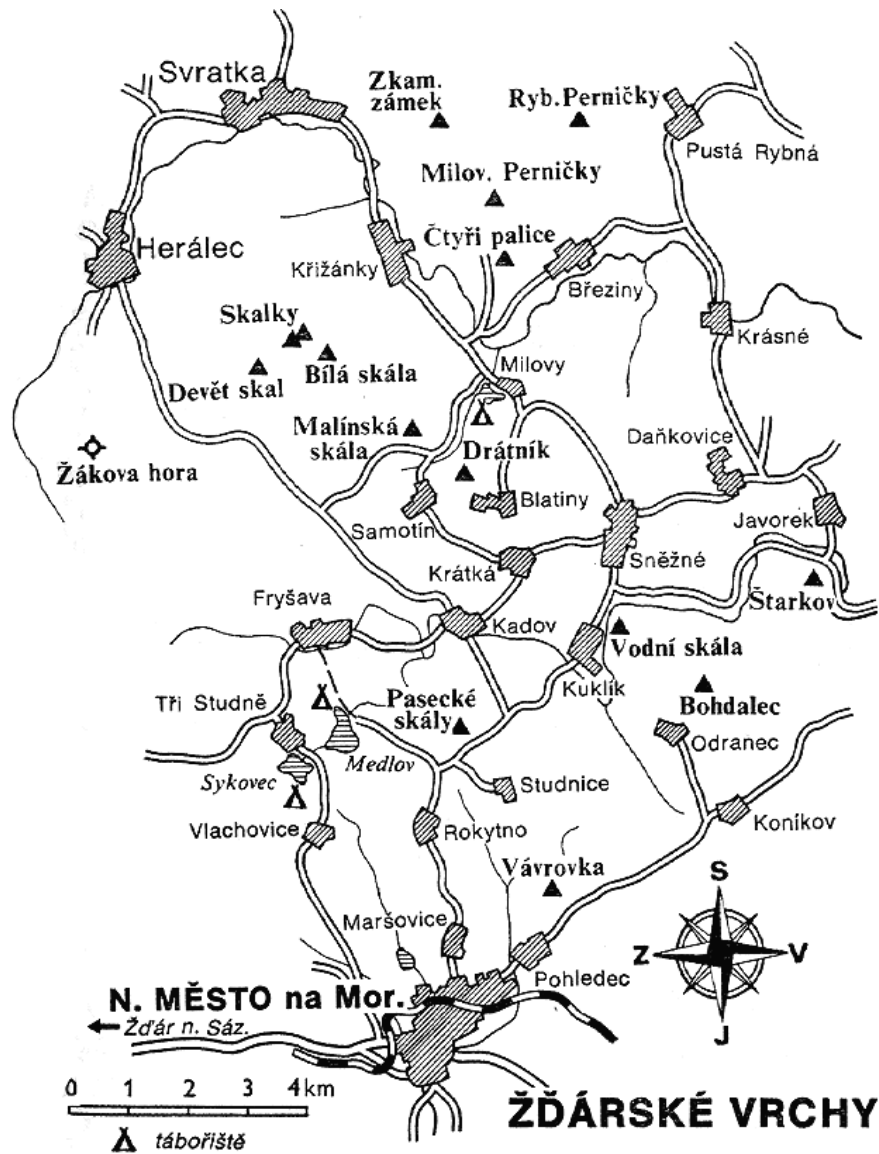 Svratka
Zkam.
zámek
Ryb. Perničky
Pustá Rybná
Milov. Perničky
Herálec
Křižánky
Čtyři palice
Březiny
Skalky
Krásné
Devět skal
Bílá skála
Milovy
Malínská
skála
Daňkovice
Žákova hora
Drátník
Blatiny
Samotín
Javorek
Sněžné
Krátká
Štarkov
Fryšava
Kadov
Vodní skála
Kuklík
Tři Studně
Pasecké
skály
Bohdalec
Odranec
Sykovec
Medlov
Studnice
Vlachovice
Rokytno
Koníkov
Vávrovka
Maršovice
Pohledec
S
Z
V
J
N. MĚSTO na Mor.
Žďár n. Sáz.
0 1 2 3 4 km
tábořiště
ŽĎÁRSKÉ VRCHY